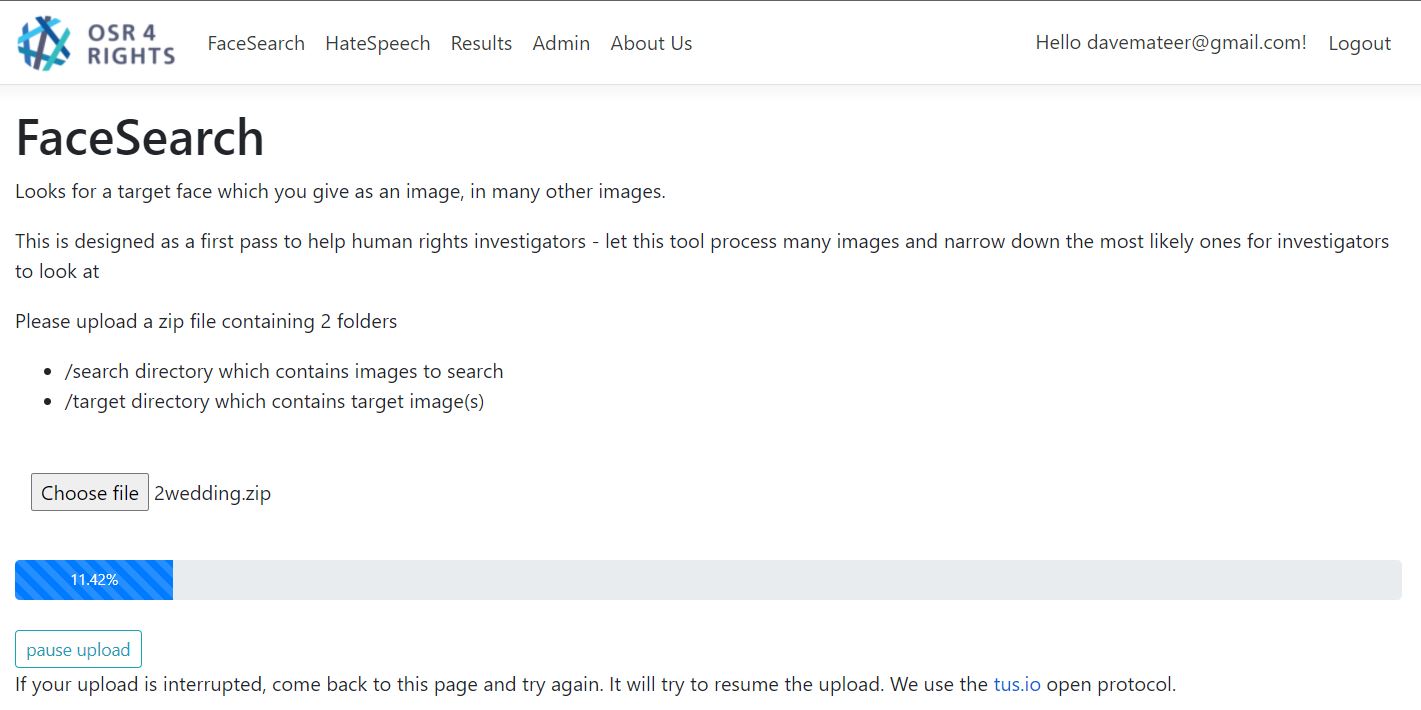 OSR 4
RIGHTS
FaceSearch HateSpeech Results Admin About Us
Hello davemateer@gmail.com! Logout
FaceSearch
Looks for a target face which you give as an image, in many other images.
This is designed as a first pass to help human rights investigators - let this tool process many images and narrow down the most likely ones for investigators
to look at
Please upload a zip file containing 2 folders
• /search directory which contains images to search
• /target directory which contains target image(s)
Choose file 2wedding.zip
11.42%
pause upload
If your upload is interrupted, come back to this page and try again. It will try to resume the upload. We use the tus.io open protocol.